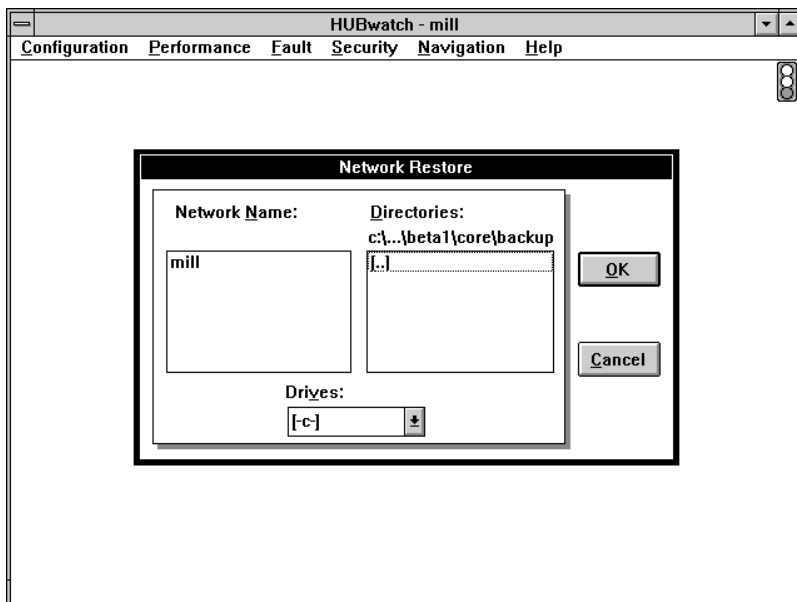 HUBwatch - mill
Configuration Performance Fault Security Navigation Help
Network Restore
Network Name: Directories:
c:\...\beta1\core\backup
mill [..]
OK
Cancel
Drives:
[-c-]